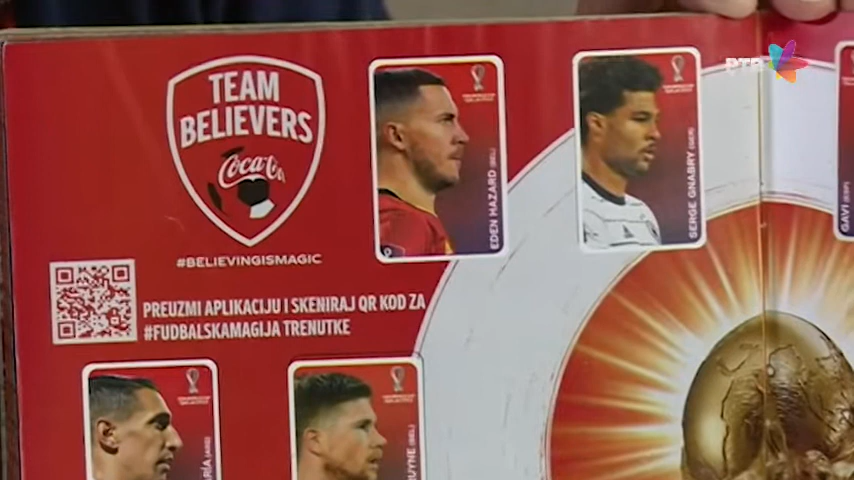 РТВ
TEAM
BELIEVERS
Coca-Cola
#BELIEVINGISMAGIC
EDEN HAZARD (BEL)
SERGE GNABRY (GER)
GAVI (ESP)
PREUZMI APLIKACIJU I SKENIRAJ QR KOD ZA
#FUDBALSKAMAGIJA TRENUTKE